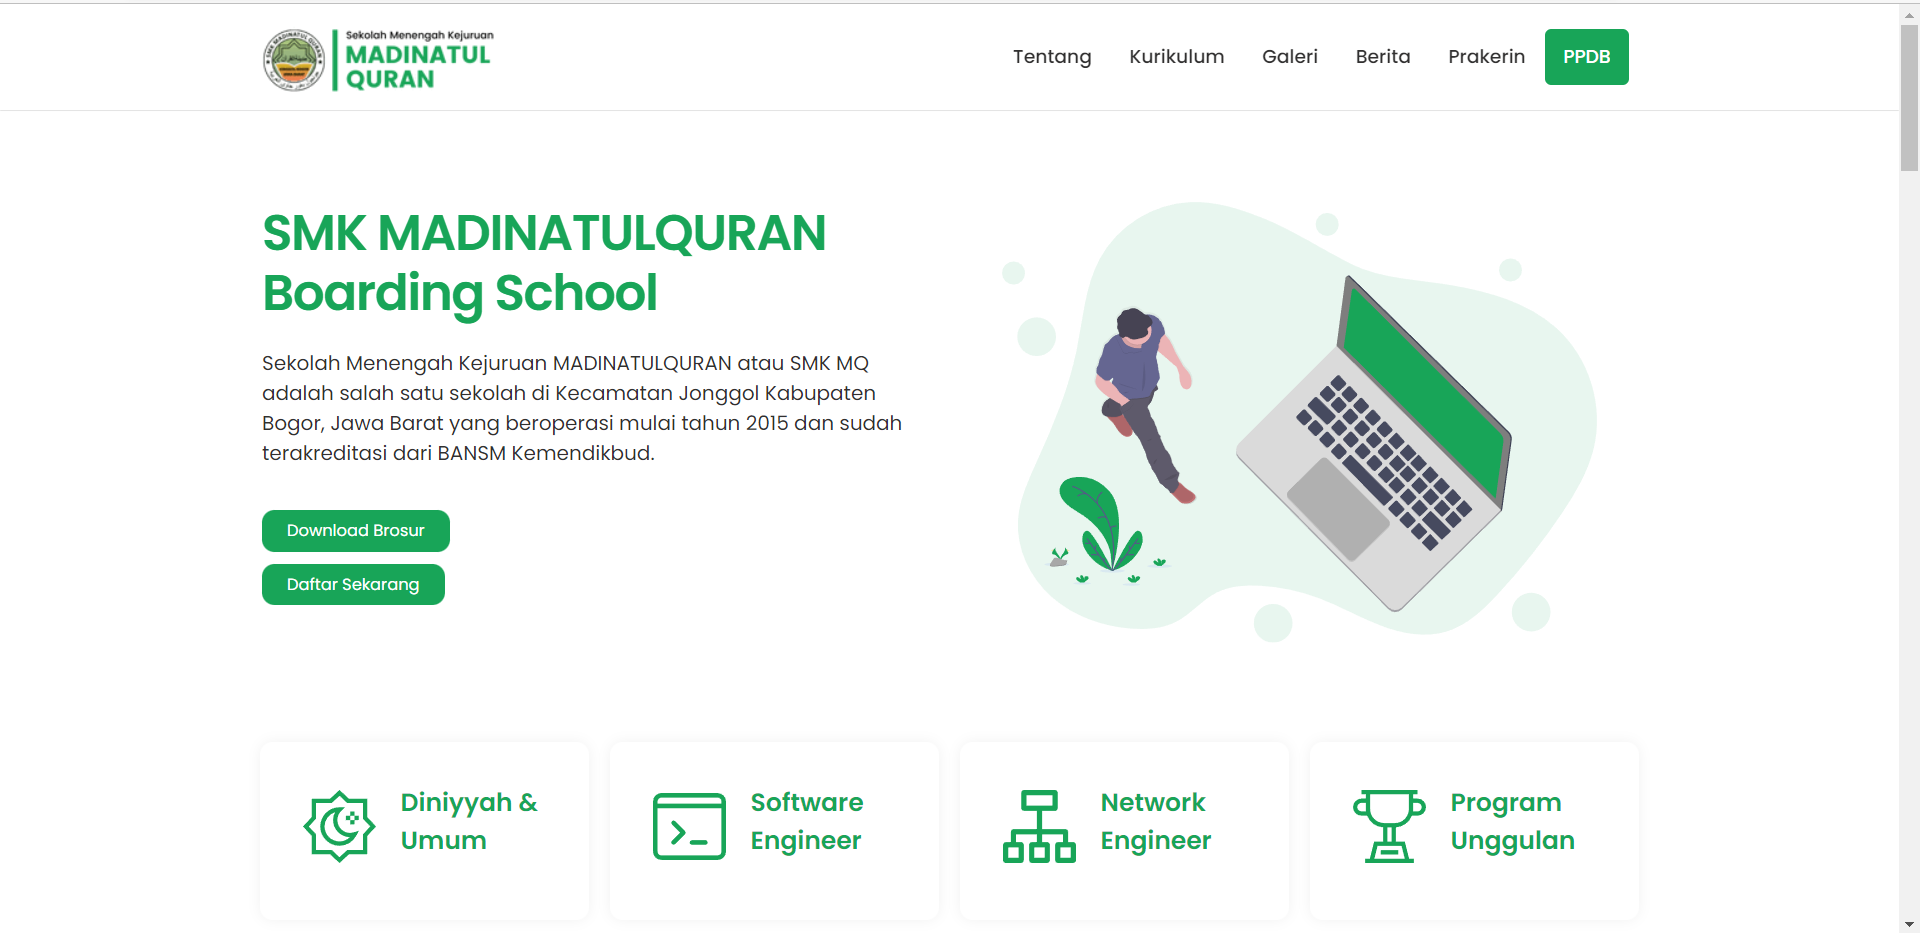 Sekolah Menengah Kejuruan
MADINATUL
QURAN
Tentang
Kurikulum
Galeri
Berita
Prakerin
PPDB
SMK MADINATULQURAN
Boarding School
Sekolah Menengah Kejuruan MADINATULQURAN atau SMK MQ
adalah salah satu sekolah di Kecamatan Jonggol Kabupaten
Bogor, Jawa Barat yang beroperasi mulai tahun 2015 dan sudah
terakreditasi dari BANSM Kemendikbud.
Download Brosur
Daftar Sekarang
Diniyyah &
Umum
Software
Engineer
Network
Engineer
Program
Unggulan